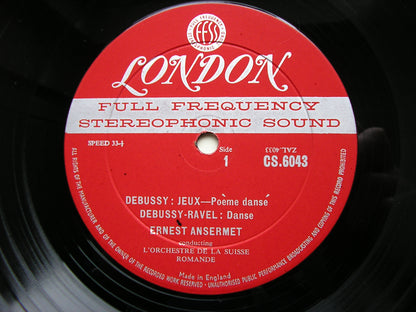 FULL FREQUENCY
FFSS
LONDON
FULL FREQUENCY
STEREOPHONIC SOUND
SPEED 33⅓
Side
1
ZAL. 4033
CS.6043
DEBUSSY : JEUX—Poème dansé
DEBUSSY-RAVEL : Danse
ERNEST ANSERMET
conducting
L'ORCHESTRE DE LA SUISSE
ROMANDE
Made in England
ALL RIGHTS OF THE MANUFACTURER AND OF THE OWNER OF THE RECORDED WORK RESERVED · UNAUTHORISED PUBLIC PERFORMANCE BROADCASTING AND COPYING OF THIS RECORD PROHIBITED